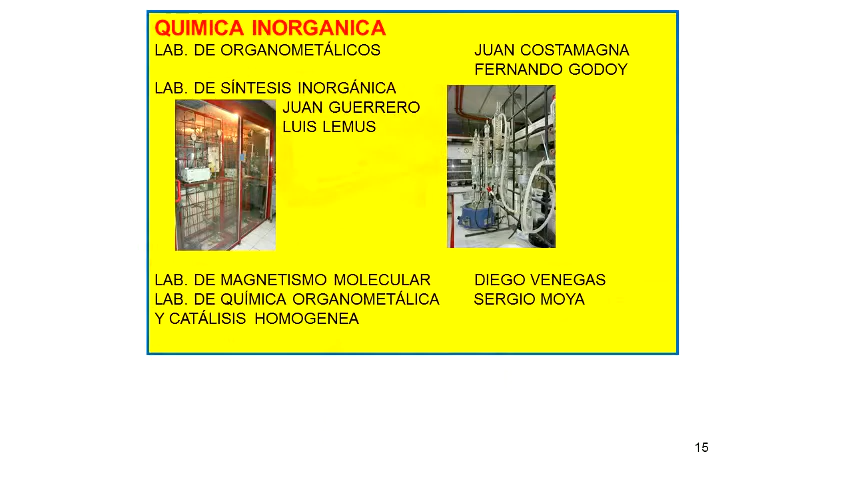 QUIMICA INORGANICA
LAB. DE ORGANOMETÁLICOS JUAN COSTAMAGNA
FERNANDO GODOY
LAB. DE SÍNTESIS INORGÁNICA
JUAN GUERRERO
LUIS LEMUS
LAB. DE MAGNETISMO MOLECULAR DIEGO VENEGAS
LAB. DE QUÍMICA ORGANOMETÁLICA SERGIO MOYA
Y CATÁLISIS HOMOGENEA
15